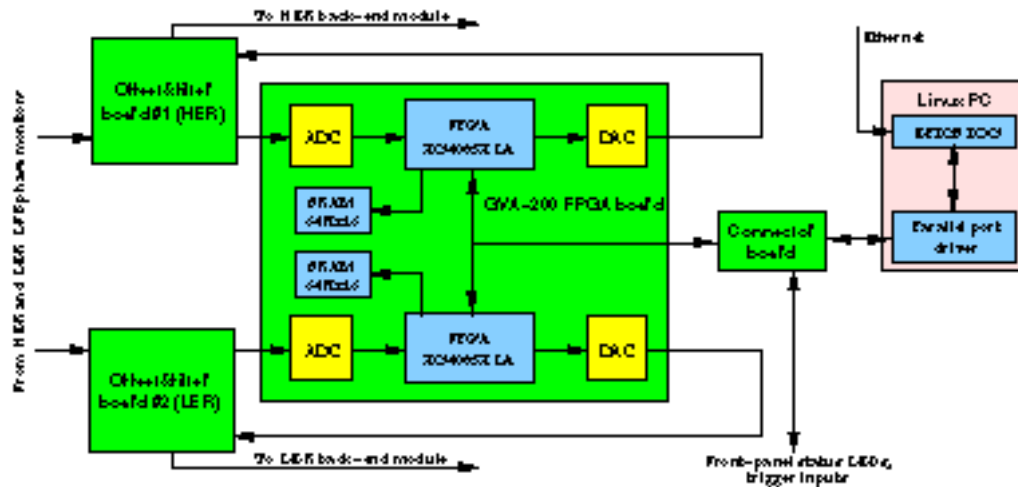 To HER back-end module
Ethernet
Offset&filter
board #1 (HER)
Linux PC
ADC
FPGA
XC4085XLA
DAC
EPICS IOC
From HER and LER LFB phase monitors
SRAM
64Kx16
GVA-200 FPGA board
Connector
board
Parallel port
driver
SRAM
64Kx16
ADC
FPGA
XC4085XLA
DAC
Offset&filter
board #2 (LER)
To LER back-end module
Front-panel status LEDs,
trigger inputs